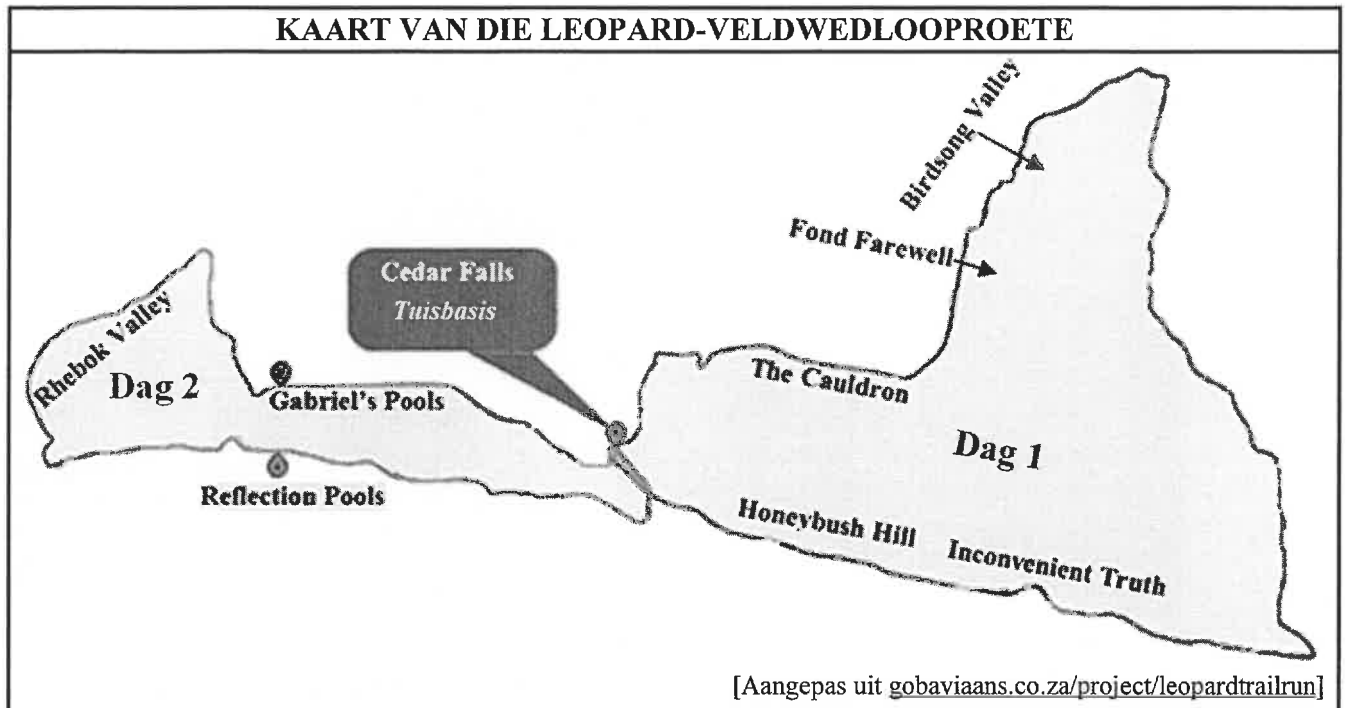 KAART VAN DIE LEOPARD-VELDWEDLOOPROETE
Birdsong Valley
Fond Farewell
Cedar Falls
Tuisbasis
Rhebok Valley
Dag 2
Gabriel's Pools
The Cauldron
Dag 1
Reflection Pools
Honeybush Hill
Inconvenient Truth
[Aangepas uit gobaviaans.co.za/project/leopardtrailrun]